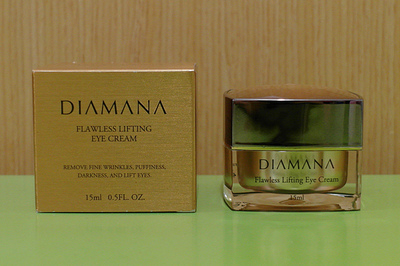 DIAMANA
FLAWLESS LIFTING
EYE CREAM
REMOVE FINE WRINKLES, PUFFINESS,
DARKNESS, AND LIFT EYES.
15ml 0.5FL. OZ.
DIAMANA
Flawless Lifting Eye Cream
15ml